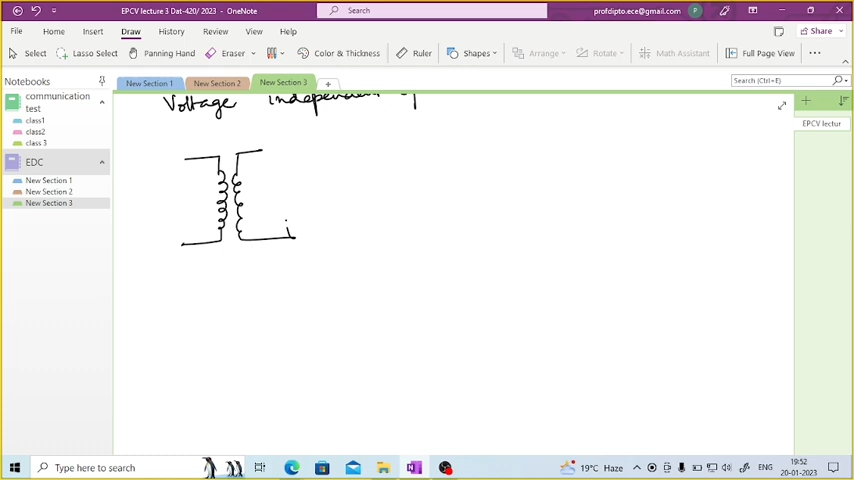 EPCV lecture 3 Dat-420/ 2023 - OneNote
Search
profdipto.ece@gmail.com
P
File
Home
Insert
Draw
History
Review
View
Help
Share
Select
Lasso Select
Panning Hand
Eraser
Color & Thickness
Ruler
Shapes
Arrange
Rotate
Math Assistant
Full Page View
Notebooks
New Section 1
New Section 2
New Section 3
Search (Ctrl+E)
communication
test
class1
class2
class 3
EDC
New Section 1
New Section 2
New Section 3
EPCV lectur
Voltage independent of
i
Type here to search
19°C Haze
ENG
19:52
20-01-2023